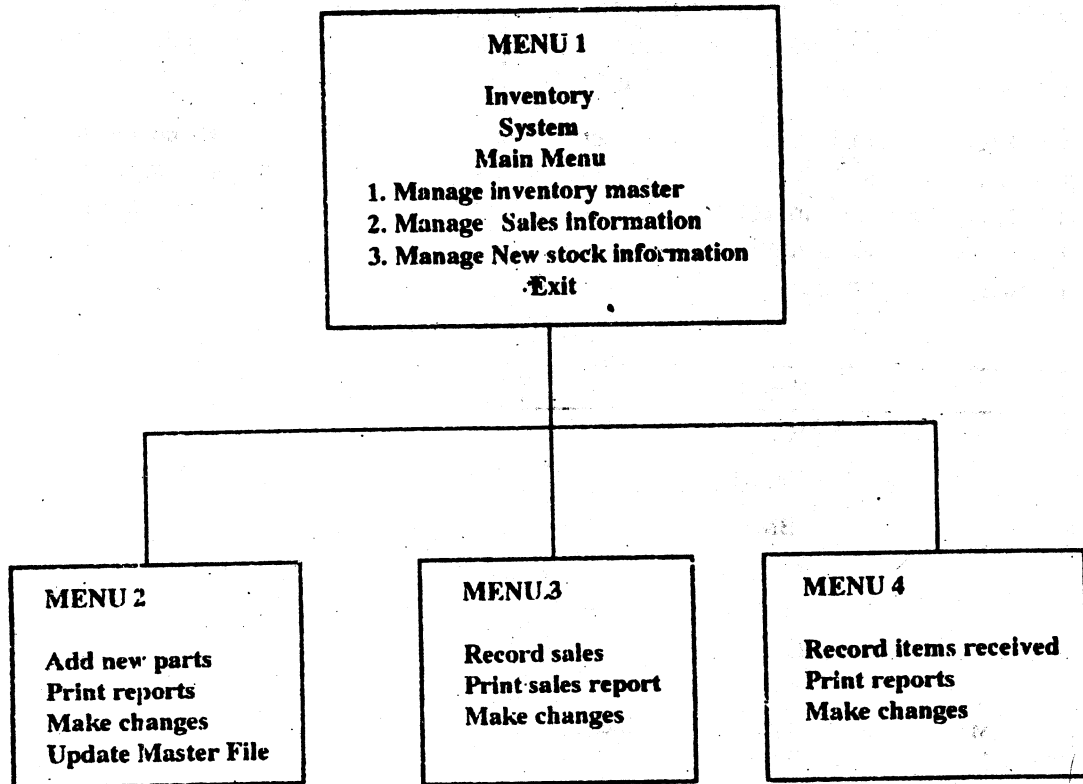 MENU 1
Inventory
System
Main Menu
1. Manage inventory master
2. Manage Sales information
3. Manage New stock information
Exit
MENU 2
Add new parts
Print reports
Make changes
Update Master File
MENU 3
Record sales
Print sales report
Make changes
MENU 4
Record items received
Print reports
Make changes